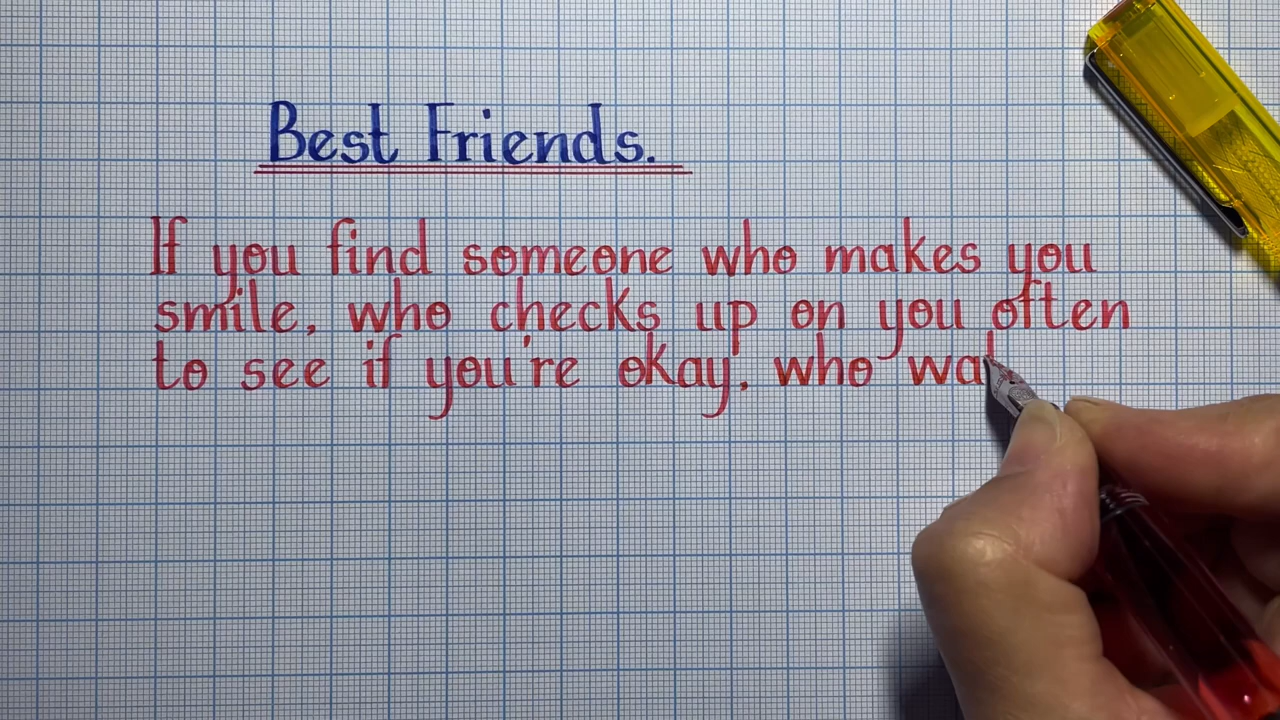 Best Friends.
If you find someone who makes you
smile, who checks up on you often
to see if you're okay, who